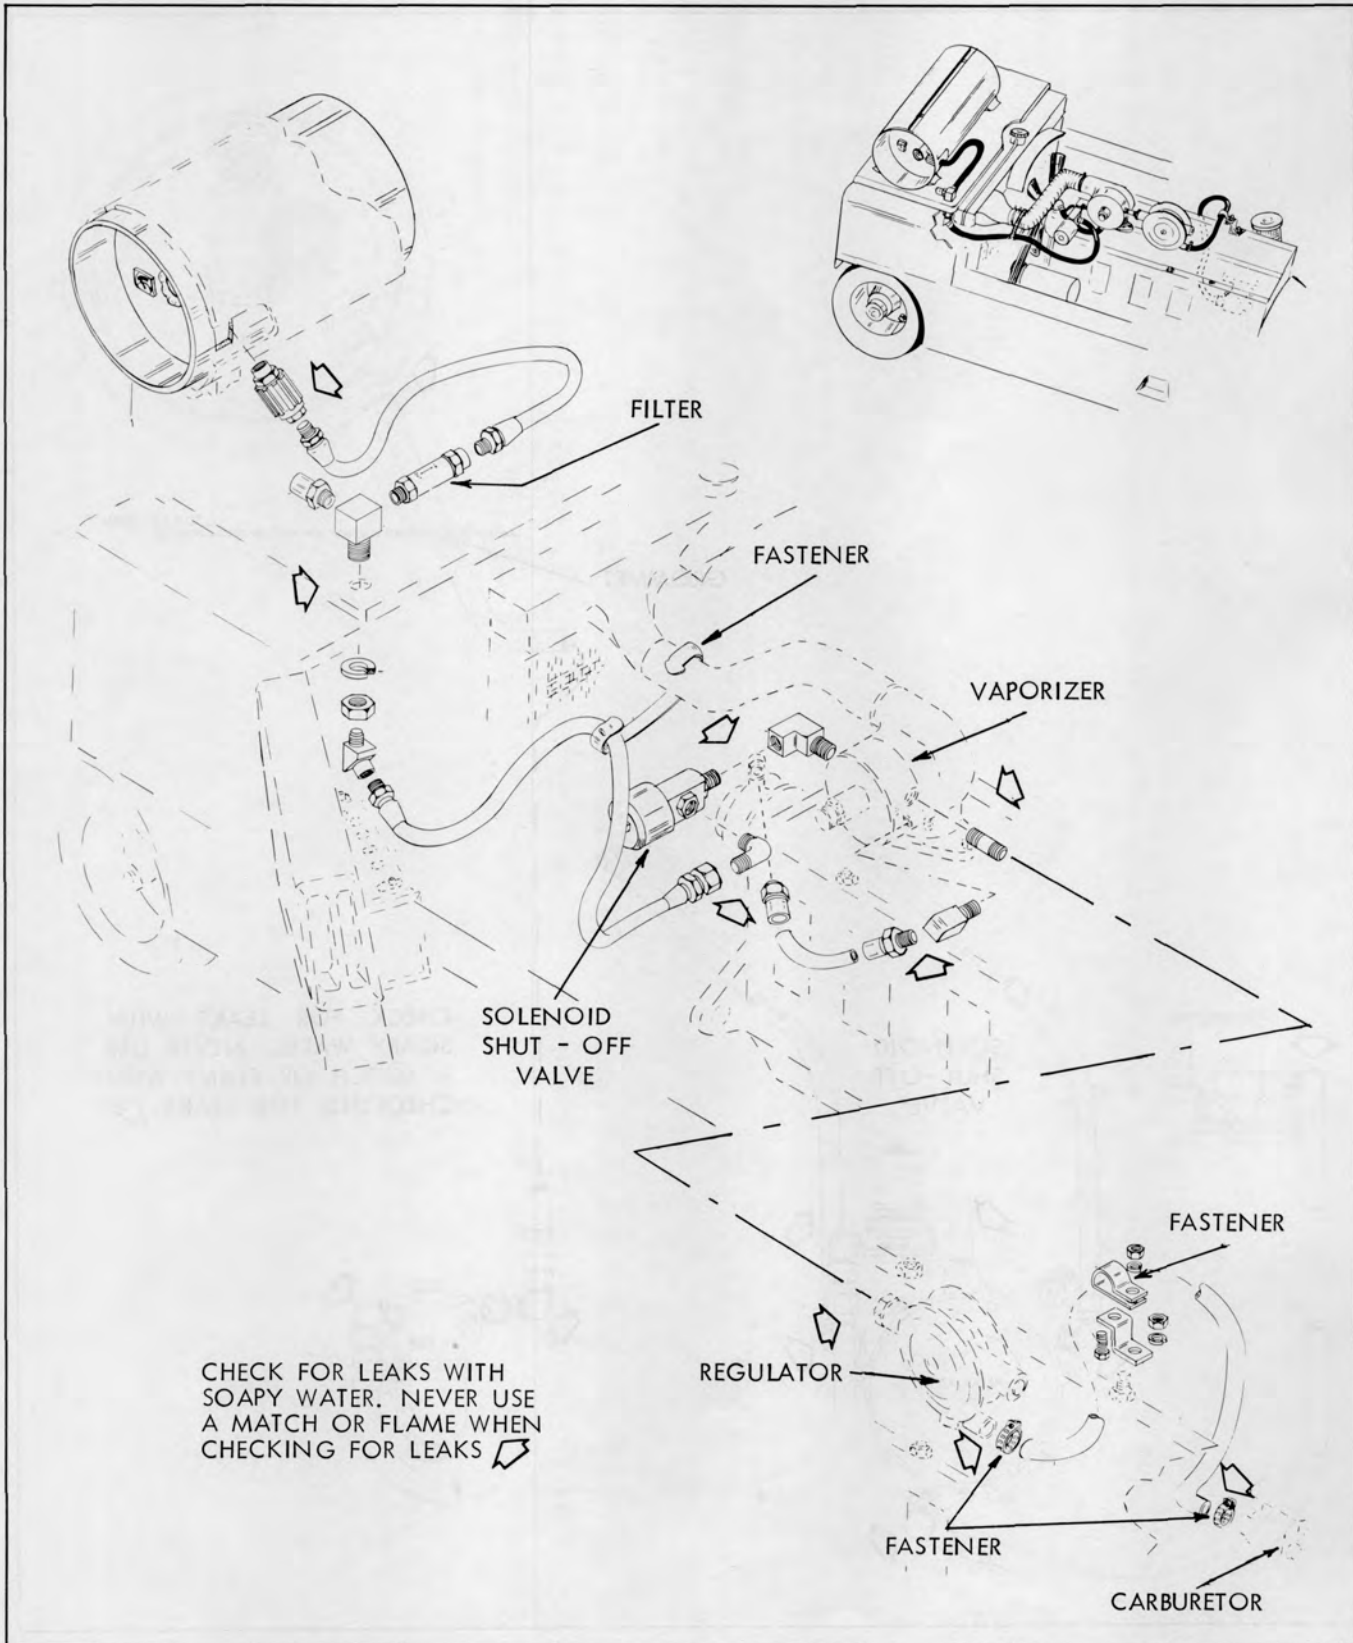 FILTER
FASTENER
VAPORIZER
SOLENOID
SHUT - OFF
VALVE
FASTENER
REGULATOR
CHECK FOR LEAKS WITH
SOAPY WATER. NEVER USE
A MATCH OR FLAME WHEN
CHECKING FOR LEAKS
FASTENER
CARBURETOR